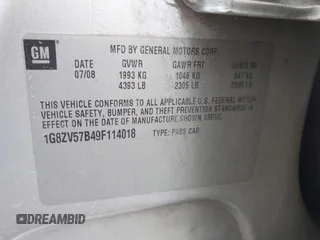 GM
MFD BY GENERAL MOTORS CORP
07/08 GVWR GAWR FRT
1993 KG 1046 KG
4393 LB 2305 LB
THIS VEHICLE CONFORMS TO ALL APPLICABLE U.S. FEDERAL
MOTOR VEHICLE SAFETY, BUMPER, AND THEFT PREVENTION
STANDARDS IN EFFECT ON THE DATE OF MANUFACTURE SHOWN ABOVE.
1G8ZV57B49F114018 TYPE: PASS CAR
DREAMBID